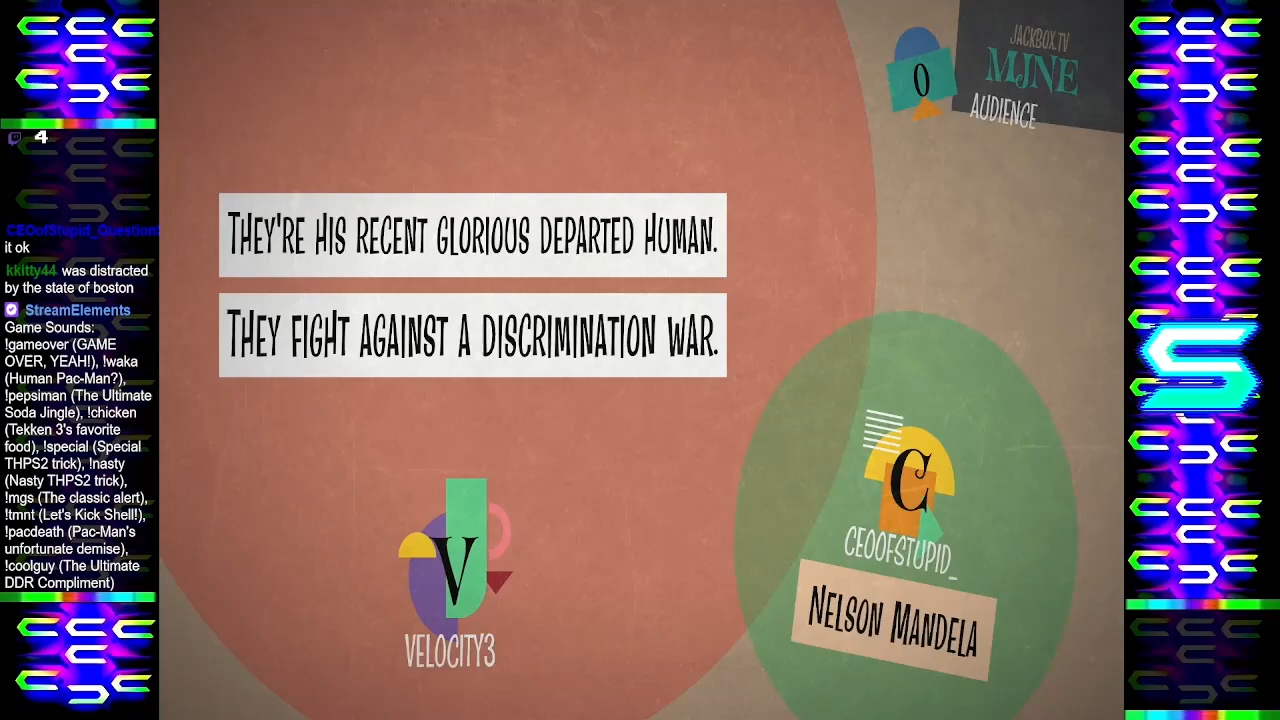 4
CEOofStupid_Question
it ok
kkitty44 was distracted
by the state of boston
StreamElements
Game Sounds:
!gameover (GAME
OVER, YEAH!), !waka
(Human Pac-Man?),
!pepsiman (The Ultimate
Soda Jingle), !chicken
(Tekken 3's favorite
food), !special (Special
THPS2 trick), !nasty
(Nasty THPS2 trick),
!mgs (The classic alert),
!tmnt (Let's Kick Shell!),
!pacdeath (Pac-Man's
unfortunate demise),
!coolguy (The Ultimate
DDR Compliment)
THEY'RE HIS RECENT GLORIOUS DEPARTED HUMAN.
THEY FIGHT AGAINST A DISCRIMINATION WAR.
V
VELOCITY3
C
CEOOFSTUPID_
NELSON MANDELA
0
AUDIENCE
JACKBOX.TV
MJNE
S